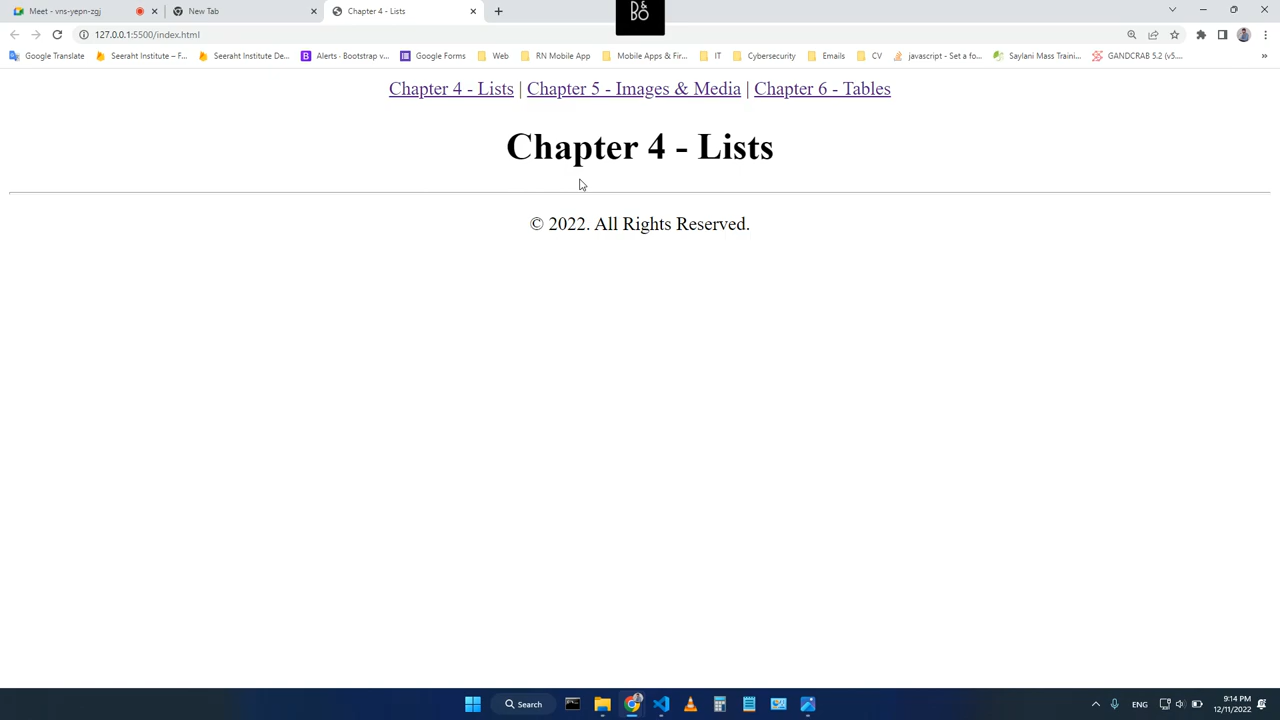 Meet - vns-yepn-zgj
New Tab
Chapter 4 - Lists
127.0.0.1:5500/index.html
Google Translate
Seeraht Institute – F...
Seeraht Institute De...
Alerts · Bootstrap v...
Google Forms
Web
RN Mobile App
Mobile Apps & Fir...
IT
Cybersecurity
Emails
CV
javascript - Set a fo...
Saylani Mass Traini...
GANDCRAB 5.2 (v5....
»
Chapter 4 - Lists | Chapter 5 - Images & Media | Chapter 6 - Tables
Chapter 4 - Lists
© 2022. All Rights Reserved.
Search
ENG
9:14 PM
12/11/2022